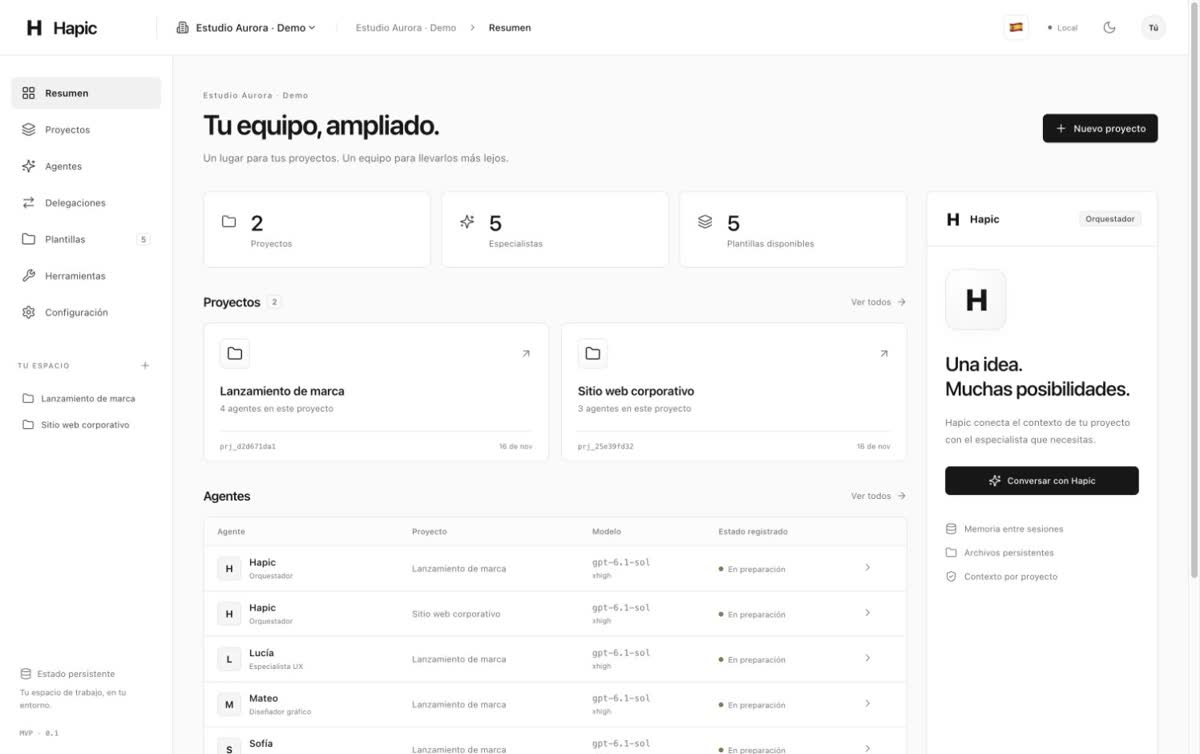 Hapic
Estudio Aurora · Demo
Estudio Aurora · Demo
Resumen
Local
Tú
Resumen
Proyectos
Agentes
Delegaciones
Plantillas
5
Herramientas
Configuración
TU ESPACIO
Lanzamiento de marca
Sitio web corporativo
Estado persistente
Tu espacio de trabajo, en tu
entorno.
MVP · 0.1
Estudio Aurora · Demo
Tu equipo, ampliado.
Un lugar para tus proyectos. Un equipo para llevarlos más lejos.
Nuevo proyecto
2
Proyectos
5
Especialistas
5
Plantillas disponibles
Proyectos 2
Ver todos
Lanzamiento de marca
4 agentes en este proyecto
prj_d2d671da1
16 de nov
Sitio web corporativo
3 agentes en este proyecto
prj_25e39fd32
16 de nov
Agentes
Ver todos
Agente Proyecto Modelo Estado registrado
H
Hapic
Orquestador
Lanzamiento de marca
gpt-6.1-sol
xhigh
En preparación
H
Hapic
Orquestador
Sitio web corporativo
gpt-6.1-sol
xhigh
En preparación
L
Lucía
Especialista UX
Lanzamiento de marca
gpt-6.1-sol
xhigh
En preparación
M
Mateo
Diseñador gráfico
Lanzamiento de marca
gpt-6.1-sol
xhigh
En preparación
S
Sofía
Lanzamiento de marca
gpt-6.1-sol
En preparación
H Hapic
Orquestador
H
Una idea.
Muchas posibilidades.
Hapic conecta el contexto de tu proyecto
con el especialista que necesitas.
Conversar con Hapic
Memoria entre sesiones
Archivos persistentes
Contexto por proyecto